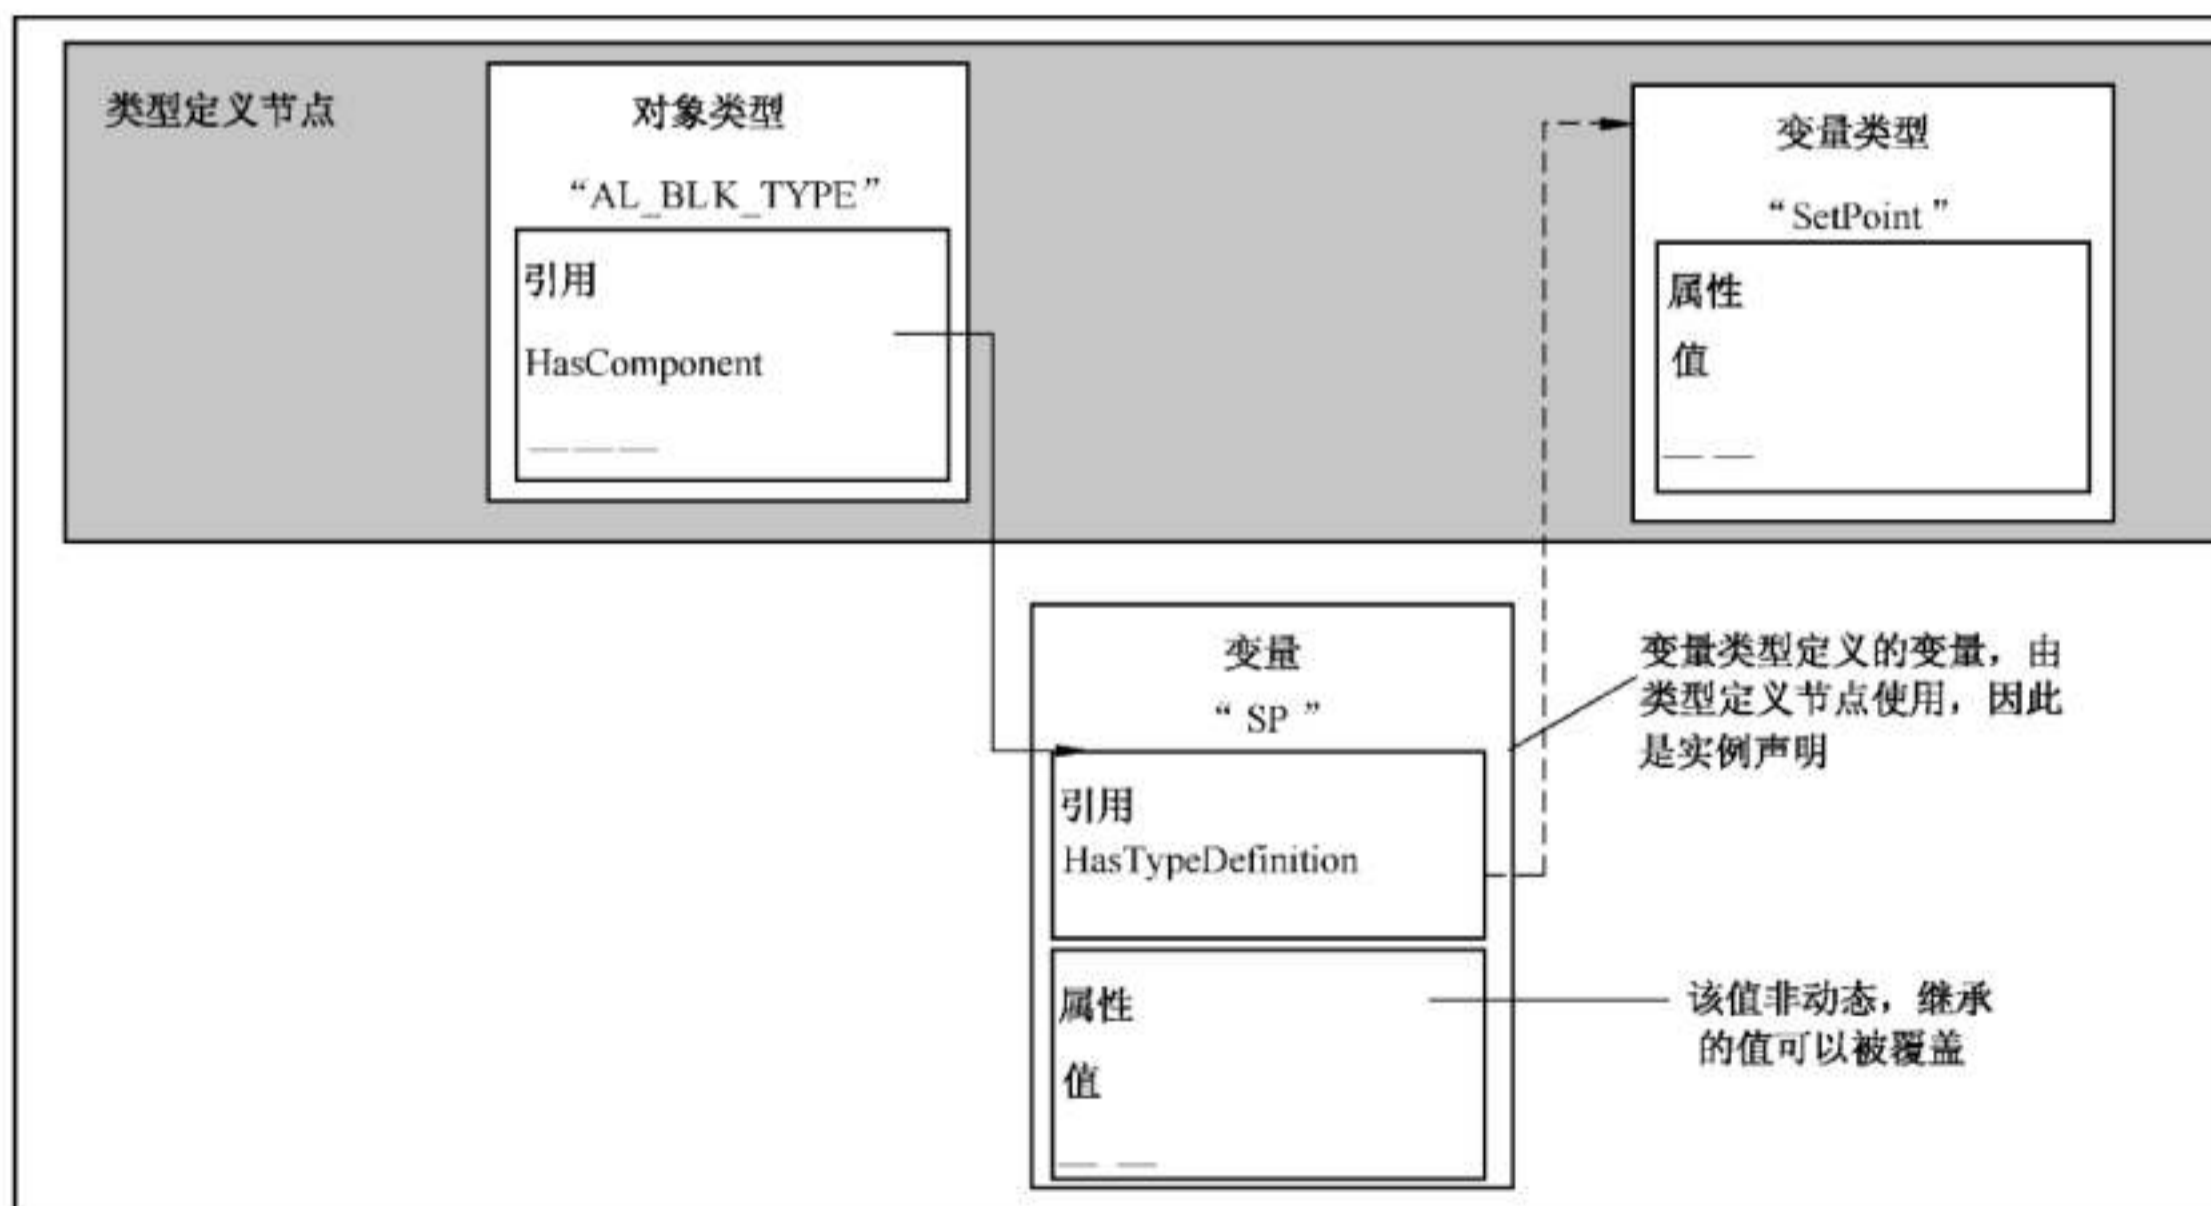 类型定义节点
对象类型
“AL_BLK_TYPE”
引用
HasComponent
变量类型
“SetPoint”
属性
值
变量
“SP”
引用
HasTypeDefinition
属性
值
变量类型定义的变量，由
类型定义节点使用，因此
是实例声明
该值非动态，继承
的值可以被覆盖